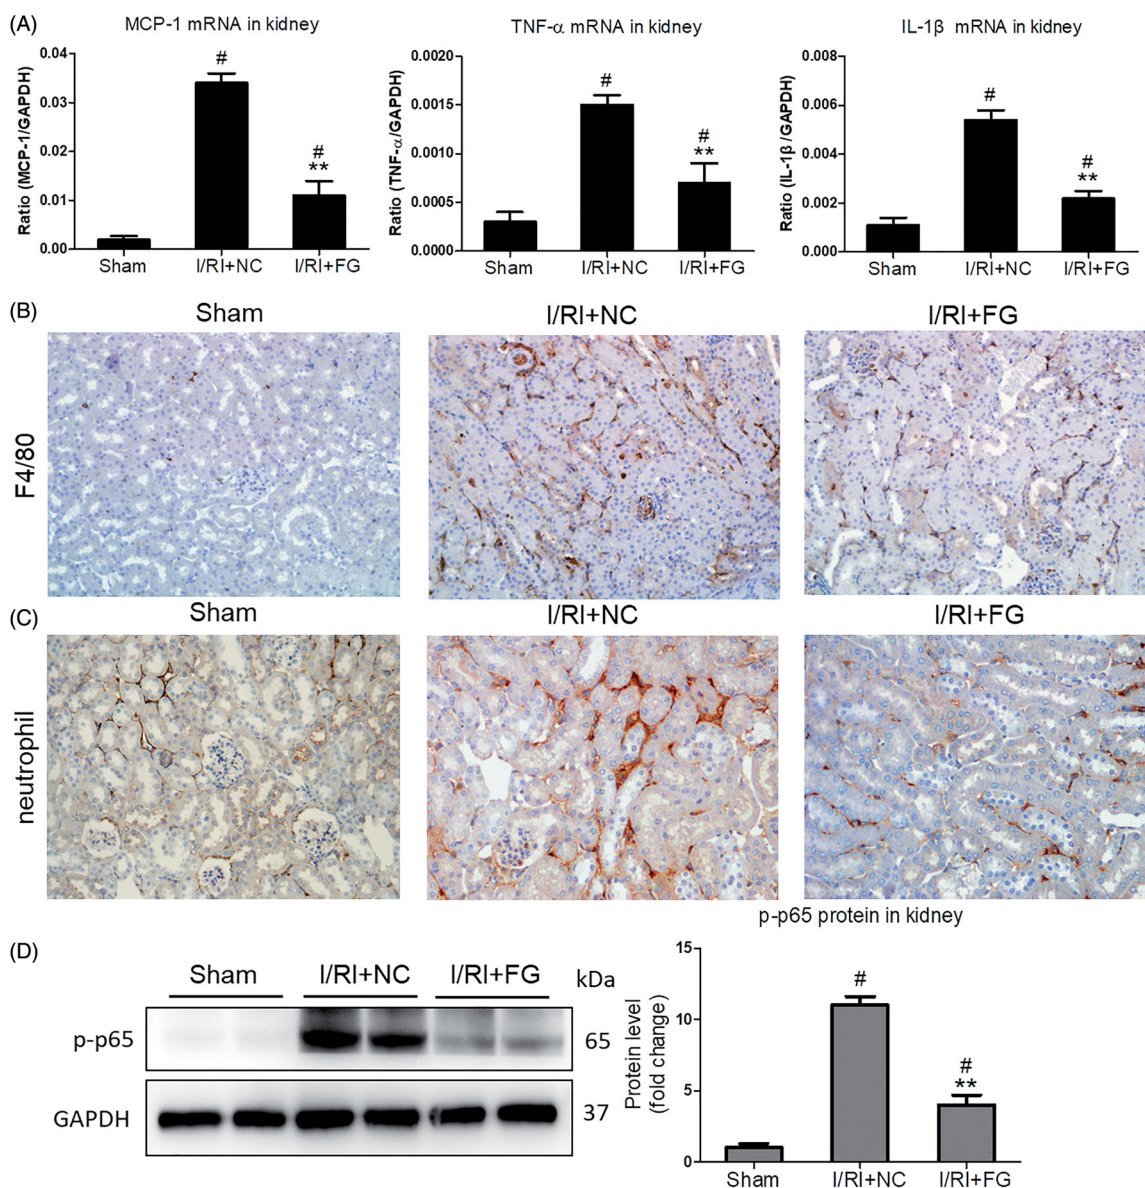 (A)
MCP-1 mRNA in kidney
Ratio (MCP-1/GAPDH)
0.04
0.03
0.02
0.01
0.00
#
#
**
Sham I/RI+NC I/RI+FG
TNF-α mRNA in kidney
Ratio (TNF-α/GAPDH)
0.0020
0.0015
0.0010
0.0005
0.0000
#
#
**
Sham I/RI+NC I/RI+FG
IL-1β mRNA in kidney
Ratio (IL-1β/GAPDH)
0.008
0.006
0.004
0.002
0.000
#
#
**
Sham I/RI+NC I/RI+FG
(B)
Sham I/RI+NC I/RI+FG
F4/80
(C)
Sham I/RI+NC I/RI+FG
neutrophil
(D)
Sham I/RI+NC I/RI+FG kDa
p-p65 65
GAPDH 37
p-p65 protein in kidney
Protein level
(fold change)
15
10
5
0
#
#
**
Sham I/RI+NC I/RI+FG